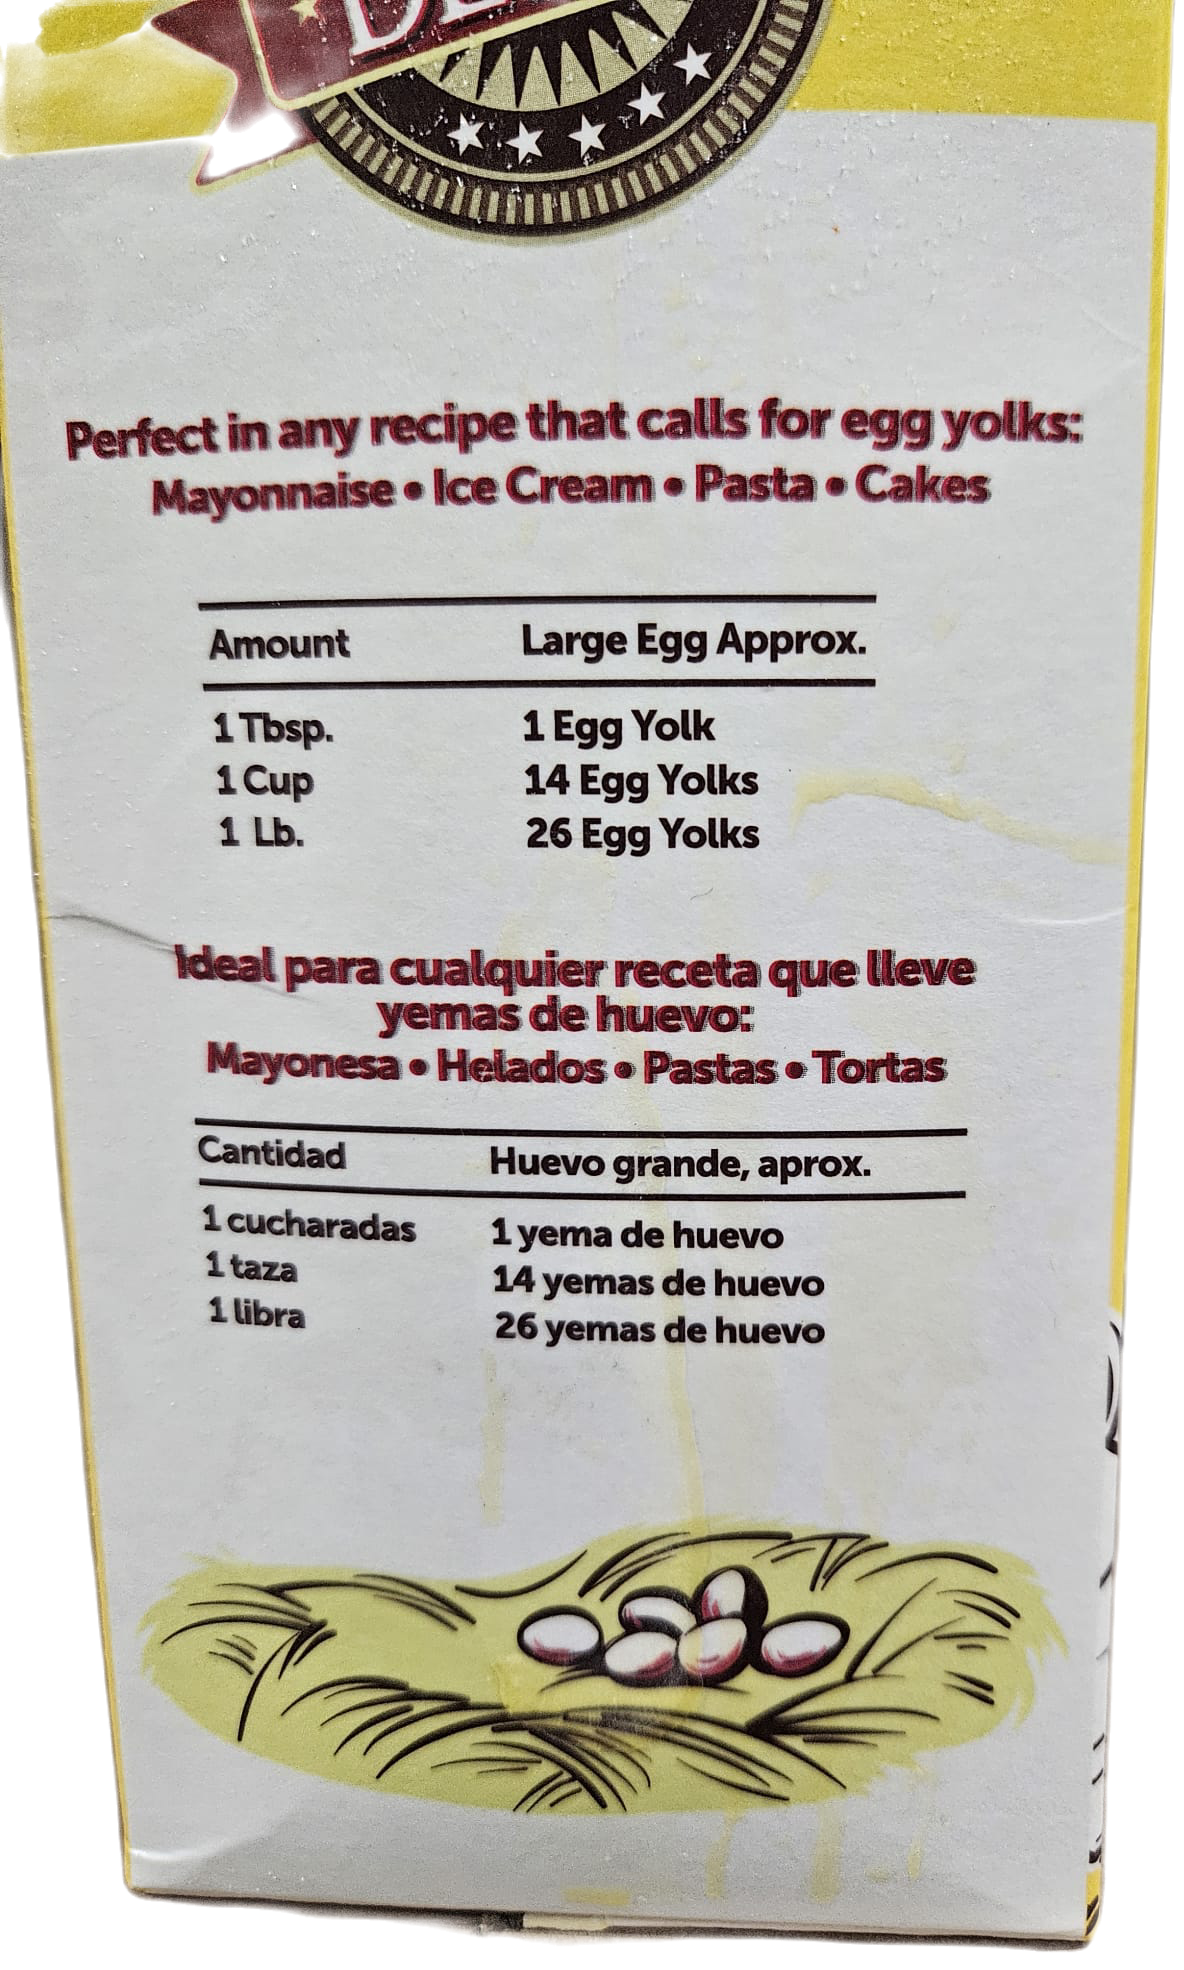 Perfect in any recipe that calls for egg yolks:
Mayonnaise • Ice Cream • Pasta • Cakes
Amount Large Egg Approx.
1 Tbsp. 1 Egg Yolk
1 Cup 14 Egg Yolks
1 Lb. 26 Egg Yolks
Ideal para cualquier receta que lleve
yemas de huevo:
Mayonesa • Helados • Pastas • Tortas
Cantidad Huevo grande, aprox.
1 cucharadas 1 yema de huevo
1 taza 14 yemas de huevo
1 libra 26 yemas de huevo